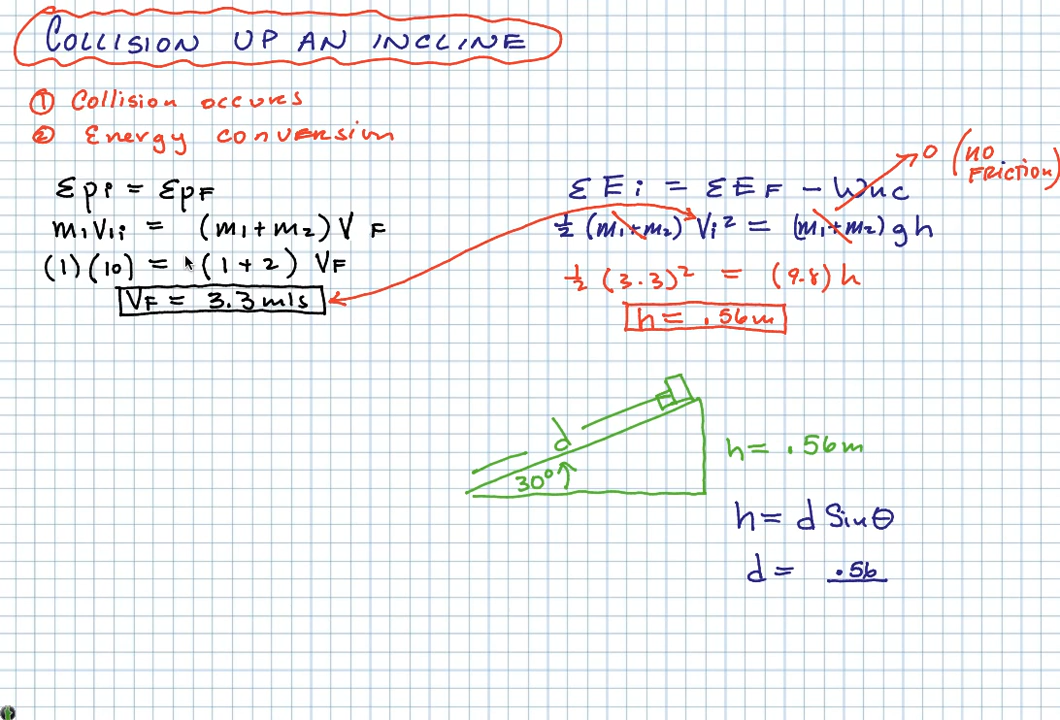 COLLISION UP AN INCLINE
① Collision occurs
② Energy conversion
Σpi = ΣpF
m1V1i = (m1+m2)VF
(1)(10) = (1+2) VF
VF = 3.3 m/s
ΣEi = ΣEF - Wnc
0 (NO FRICTION)
½(m1+m2)Vi² = (m1+m2)gh
½(3.3)² = (9.8)h
h = .56m
d
30°
h = .56m
h = d Sinθ
d = .56